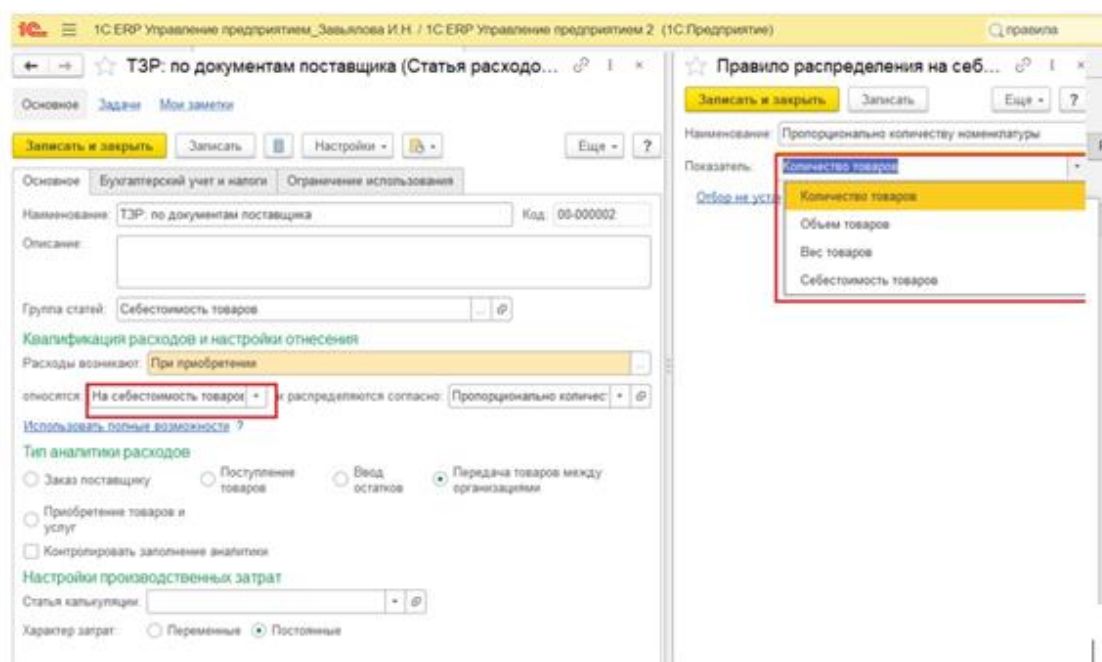 1С ERP Управление предприятием_Завьялова И.Н. / 1С:ERP Управление предприятием 2 (1С:Предприятие)
правила
ТЗР: по документам поставщика (Статья расходо...
Основное Задачи Мои заметки
Записать и закрыть Записать Настройки Еще ?
Основное Бухгалтерский учет и налоги Ограничение использования
Наименование: ТЗР: по документам поставщика Код: 00-000002
Описание:
Группа статей: Себестоимость товаров
Квалификация расходов и настройки отнесения
Расходы возникают: При приобретении ...
относятся: На себестоимость товаров и распределяются согласно: Пропорционально количес
Использовать полные возможности ?
Тип аналитики расходов
Заказ поставщику
Поступление
товаров
Ввод
остатков
Передача товаров между
организациями
Приобретение товаров и
услуг
Контролировать заполнение аналитики
Настройки производственных затрат
Статья калькуляции:
Характер затрат: Переменные Постоянные
Правило распределения на себ...
Записать и закрыть Записать Еще ?
Наименование: Пропорционально количеству номенклатуры
Показатель: Количество товаров
Отбор не уста
Количество товаров
Объем товаров
Вес товаров
Себестоимость товаров